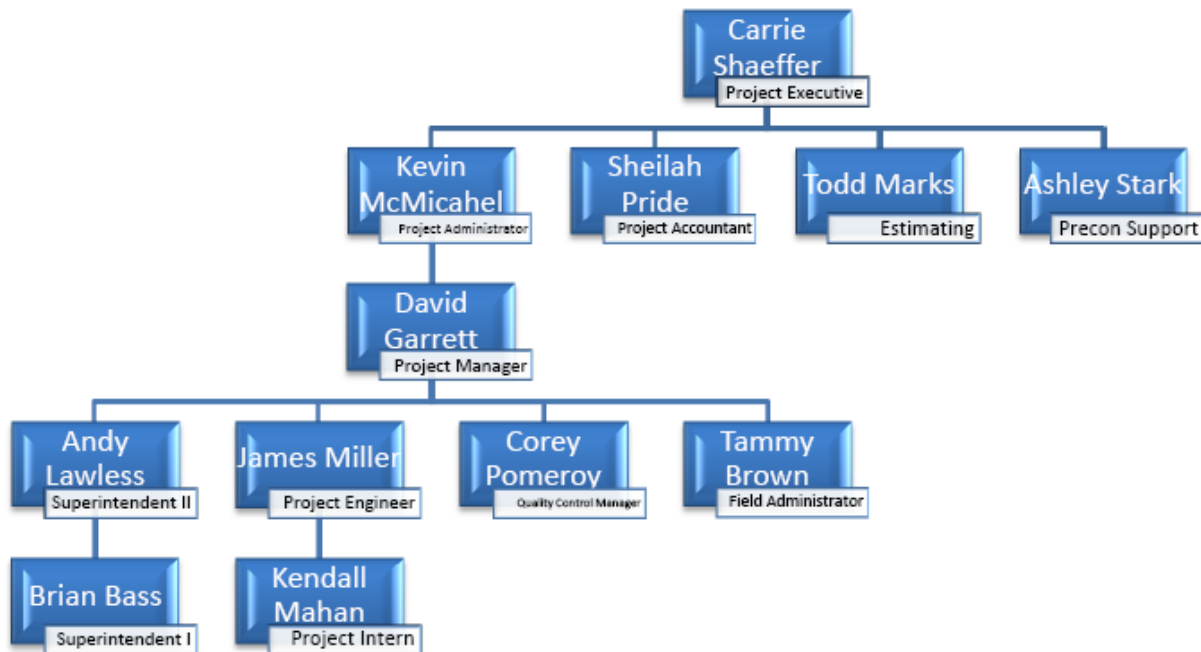 Carrie
Shaeffer
Project Executive
Kevin
McMicahel
Project Administrator
Sheilah
Pride
Project Accountant
Todd Marks
Estimating
Ashley Stark
Precon Support
David
Garrett
Project Manager
Andy
Lawless
Superintendent II
James Miller
Project Engineer
Corey
Pomeroy
Quality Control Manager
Tammy
Brown
Field Administrator
Brian Bass
Superintendent I
Kendall
Mahan
Project Intern